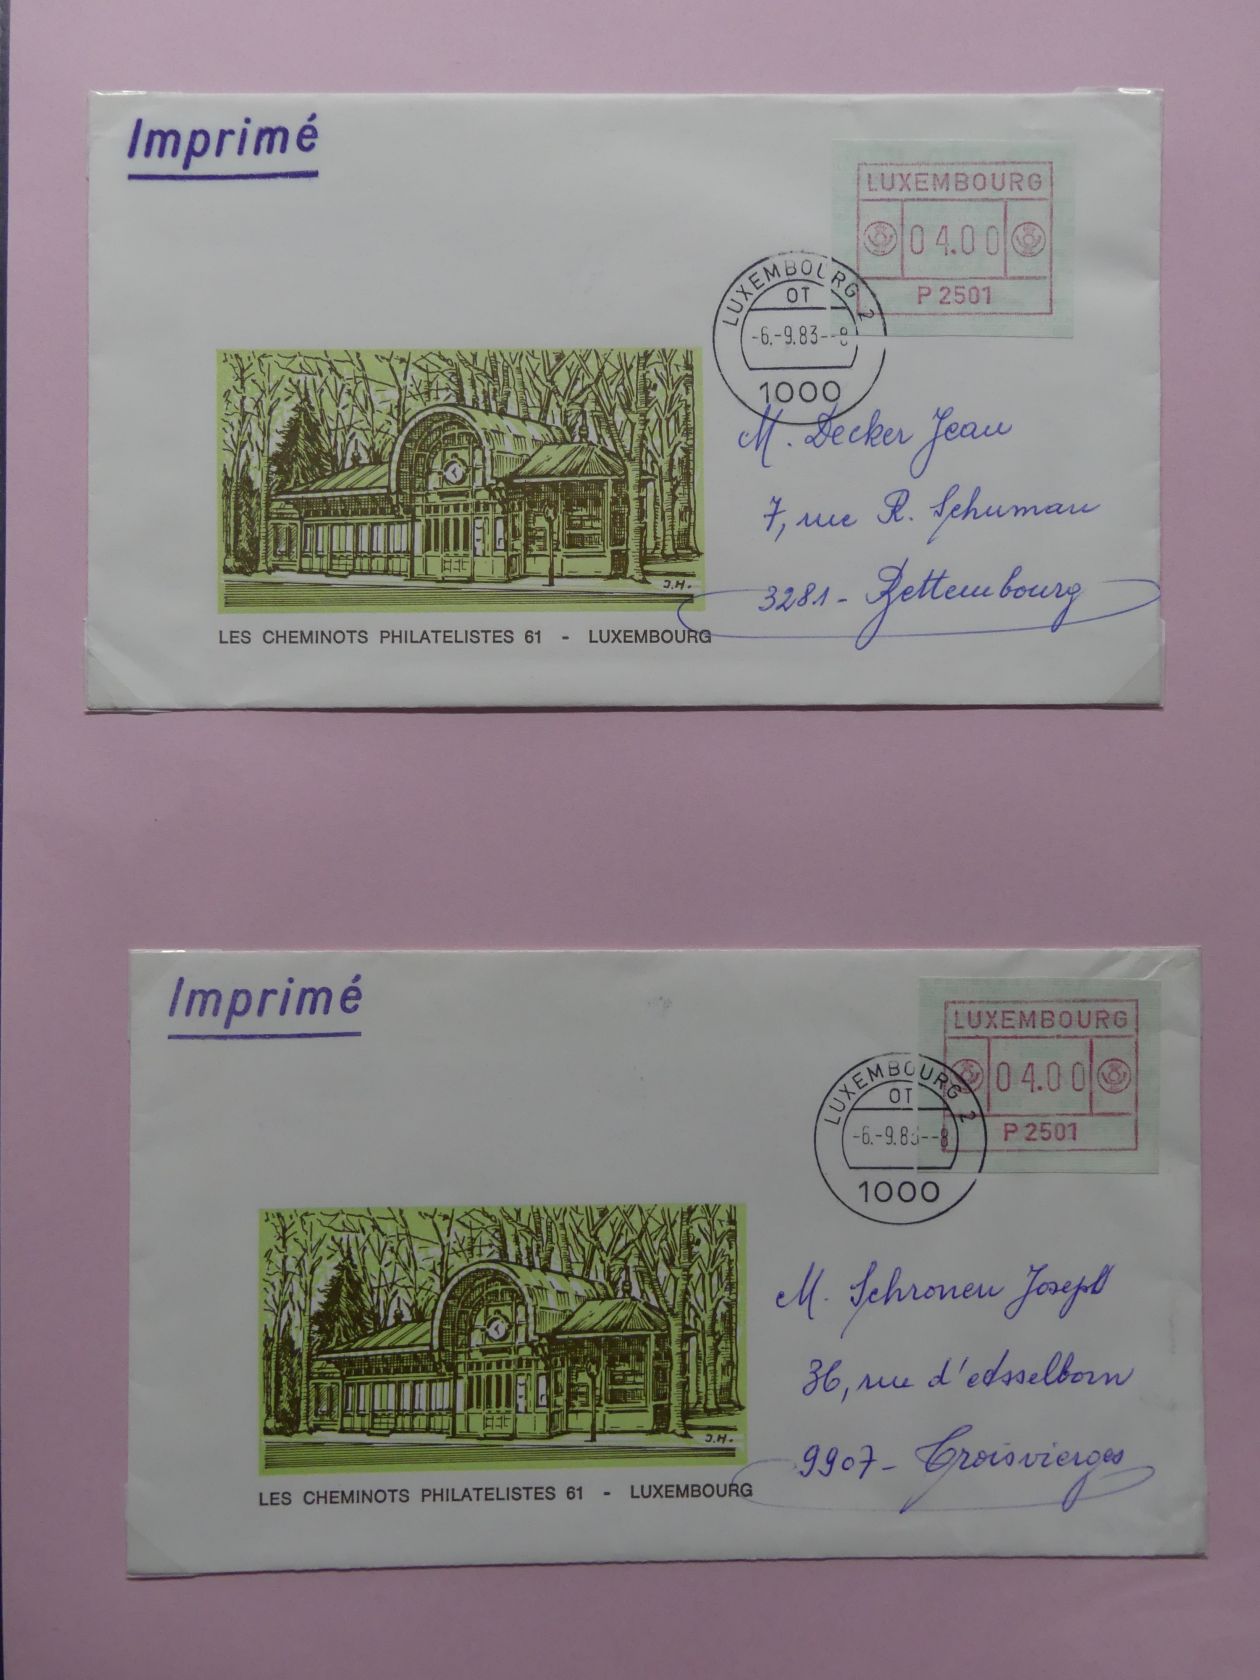 Imprimé
LUXEMBOURG
04.00
P 2501
LUXEMBOURG 2
OT
-6.-9.83--8
1000
M. Decker Jean
7, rue R. Schuman
3281 - Bettembourg
J.H.
LES CHEMINOTS PHILATELISTES 61 - LUXEMBOURG
Imprimé
LUXEMBOURG
04.00
P 2501
LUXEMBOURG 2
OT
-6.-9.83--8
1000
M. Schronen Joseph
36, rue d'Asselborn
9907 - Troisvierges
J.H.
LES CHEMINOTS PHILATELISTES 61 - LUXEMBOURG